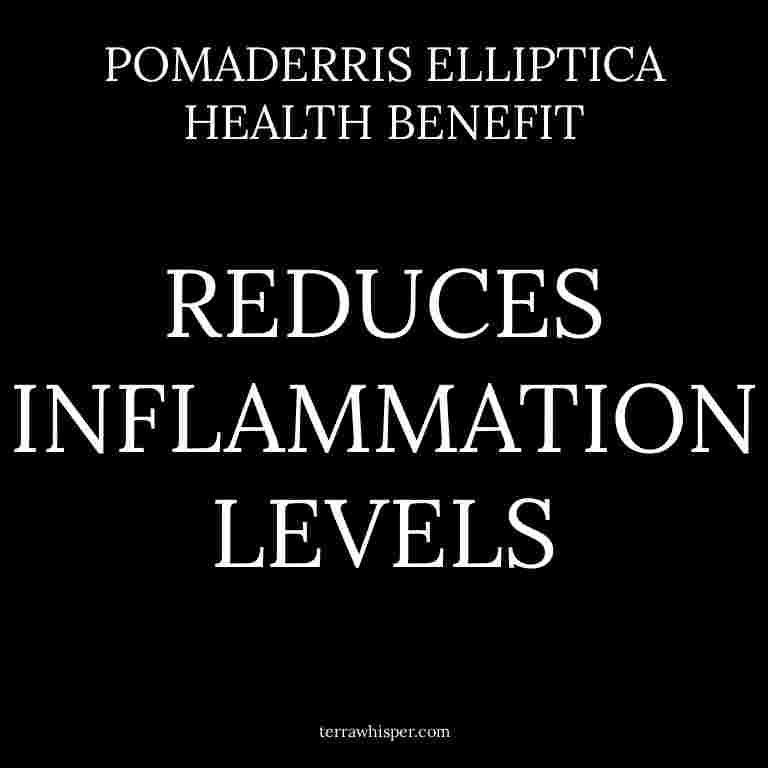 POMADERRIS ELLIPTICA
HEALTH BENEFIT
REDUCES
INFLAMMATION
LEVELS
terrawhisper.com